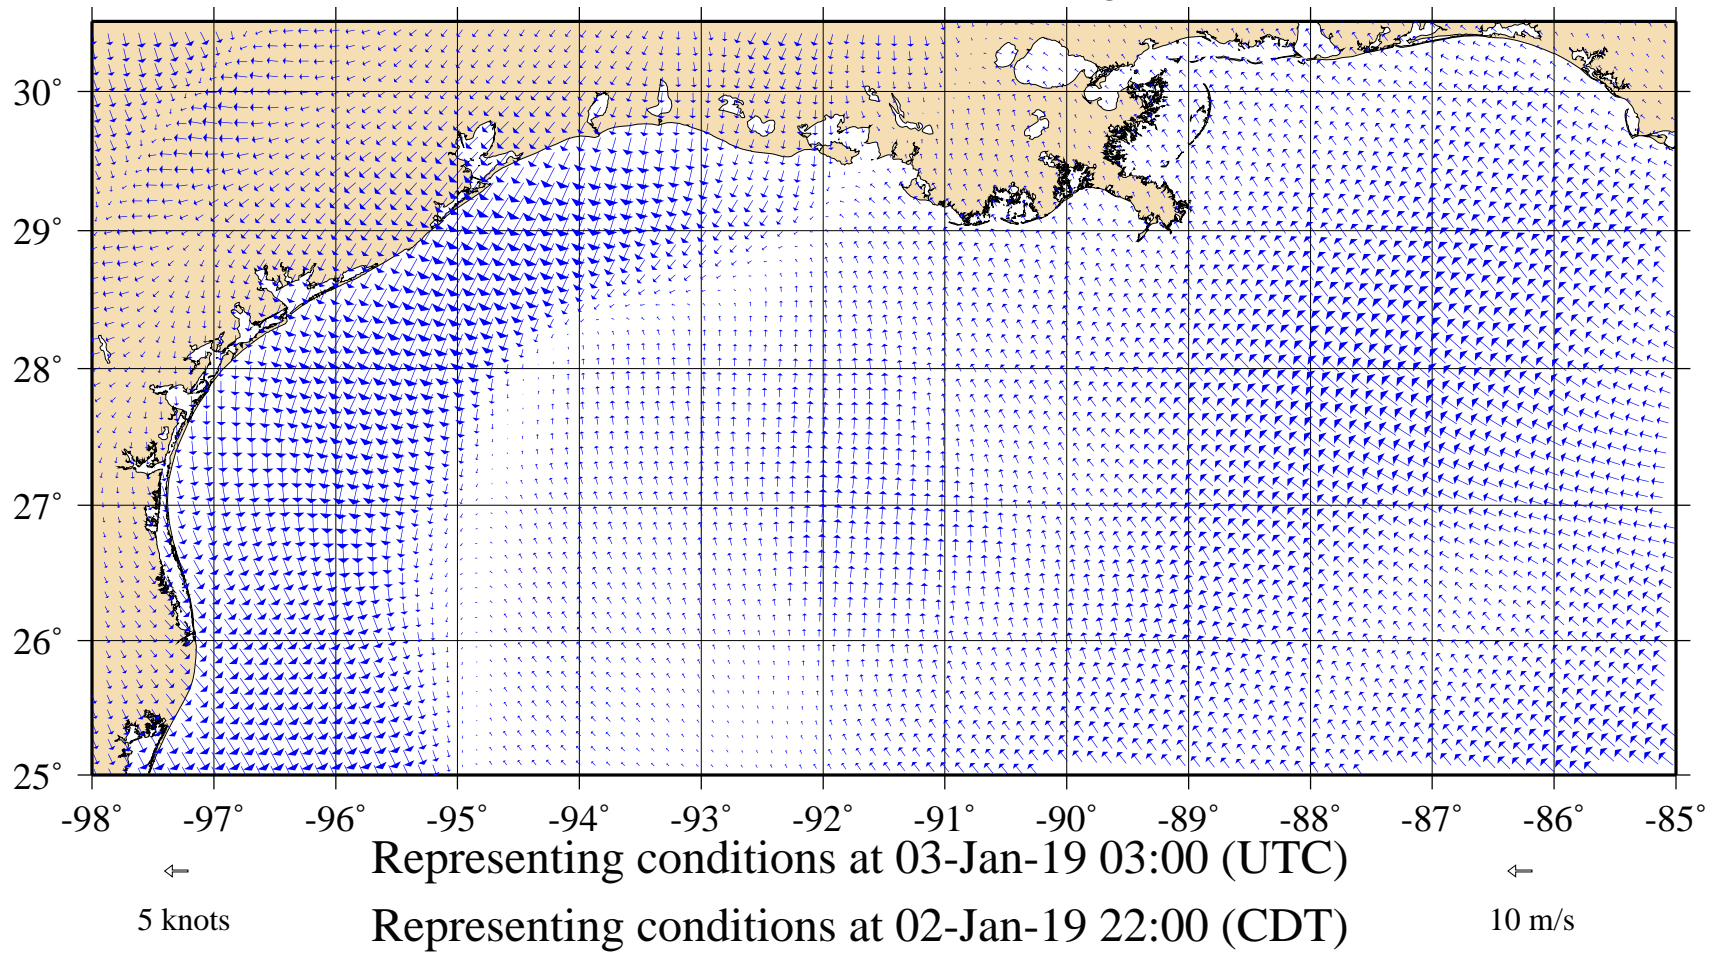 30°
29°
28°
27°
26°
25°
-98° -97° -96° -95° -94° -93° -92° -91° -90° -89° -88° -87° -86° -85°
Representing conditions at 03-Jan-19 03:00 (UTC)
5 knots
10 m/s
Representing conditions at 02-Jan-19 22:00 (CDT)